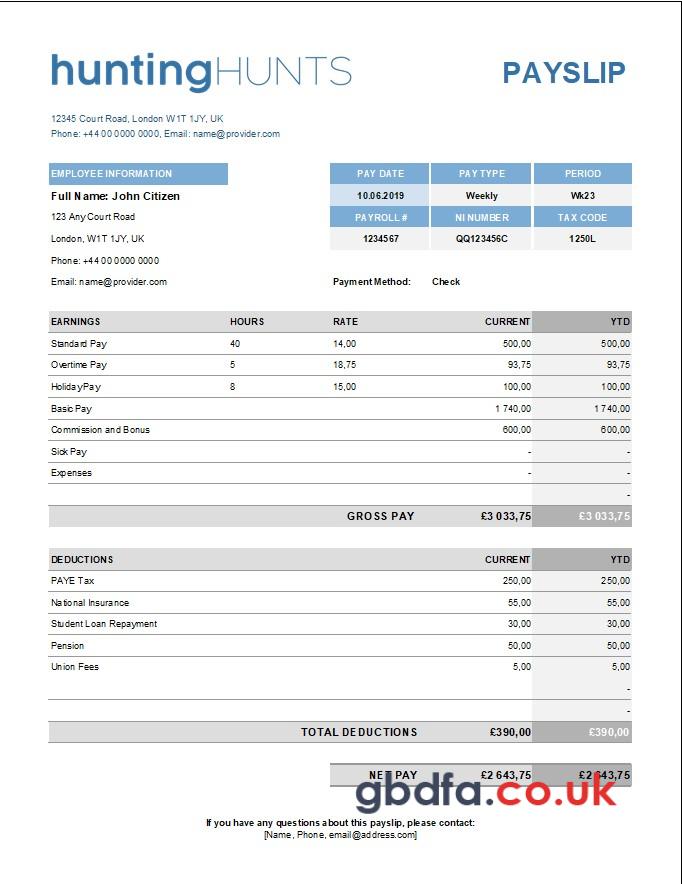 huntingHUNTS
PAYSLIP
12345 Court Road, London W1T 1JY, UK
Phone: +44 00 0000 0000, Email: name@provider.com
EMPLOYEE INFORMATION PAY DATE PAY TYPE PERIOD
Full Name: John Citizen 10.06.2019 Weekly Wk23
123 Any Court Road PAYROLL # NI NUMBER TAX CODE
London, W1T 1JY, UK 1234567 QQ123456C 1250L
Phone: +44 00 0000 0000
Email: name@provider.com Payment Method: Check
EARNINGS HOURS RATE CURRENT YTD
Standard Pay 40 14,00 500,00 500,00
Overtime Pay 5 18,75 93,75 93,75
Holiday Pay 8 15,00 100,00 100,00
Basic Pay 1 740,00 1 740,00
Commission and Bonus 600,00 600,00
Sick Pay - -
Expenses - -
-
GROSS PAY £3 033,75 £3 033,75
DEDUCTIONS CURRENT YTD
PAYE Tax 250,00 250,00
National Insurance 55,00 55,00
Student Loan Repayment 30,00 30,00
Pension 50,00 50,00
Union Fees 5,00 5,00
-
-
TOTAL DEDUCTIONS £390,00 £390,00
NET PAY £2 643,75 £2 643,75
gbdfa.co.uk
If you have any questions about this payslip, please contact:
[Name, Phone, email@address.com]